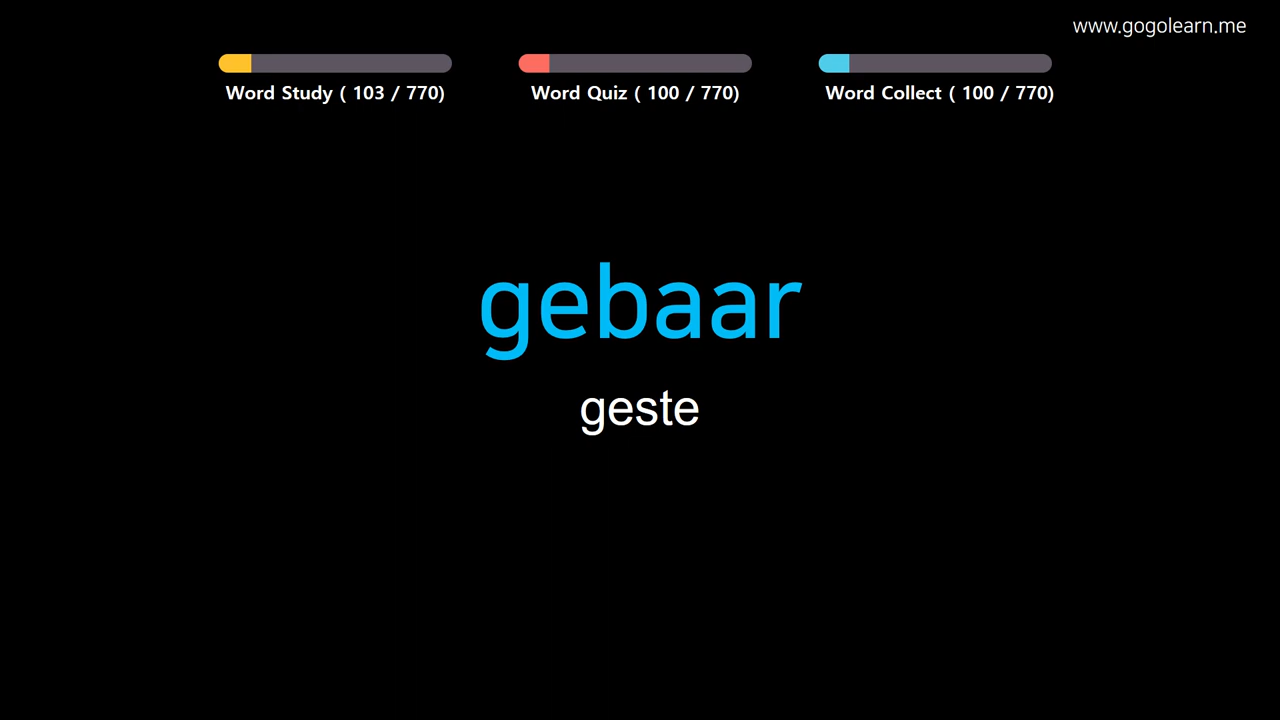 www.gogolearn.me
Word Study ( 103 / 770)
Word Quiz ( 100 / 770)
Word Collect ( 100 / 770)
gebaar
geste